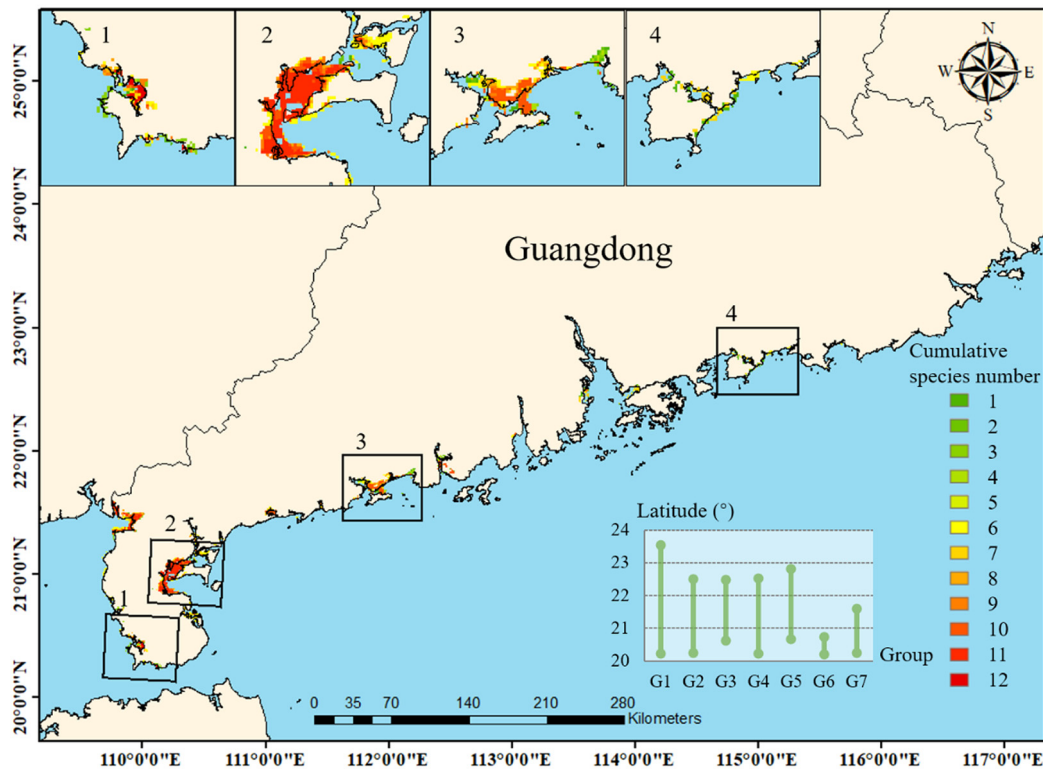 1
2
3
4
N
W
E
S
25°0'0"N
24°0'0"N
23°0'0"N
22°0'0"N
21°0'0"N
20°0'0"N
Guangdong
4
3
2
1
Cumulative
species number
1
2
3
4
5
6
7
8
9
10
11
12
Latitude (°)
24
23
22
21
20
Group
G1 G2 G3 G4 G5 G6 G7
0 35 70 140 210 280
Kilometers
110°0'0"E 111°0'0"E 112°0'0"E 113°0'0"E 114°0'0"E 115°0'0"E 116°0'0"E 117°0'0"E